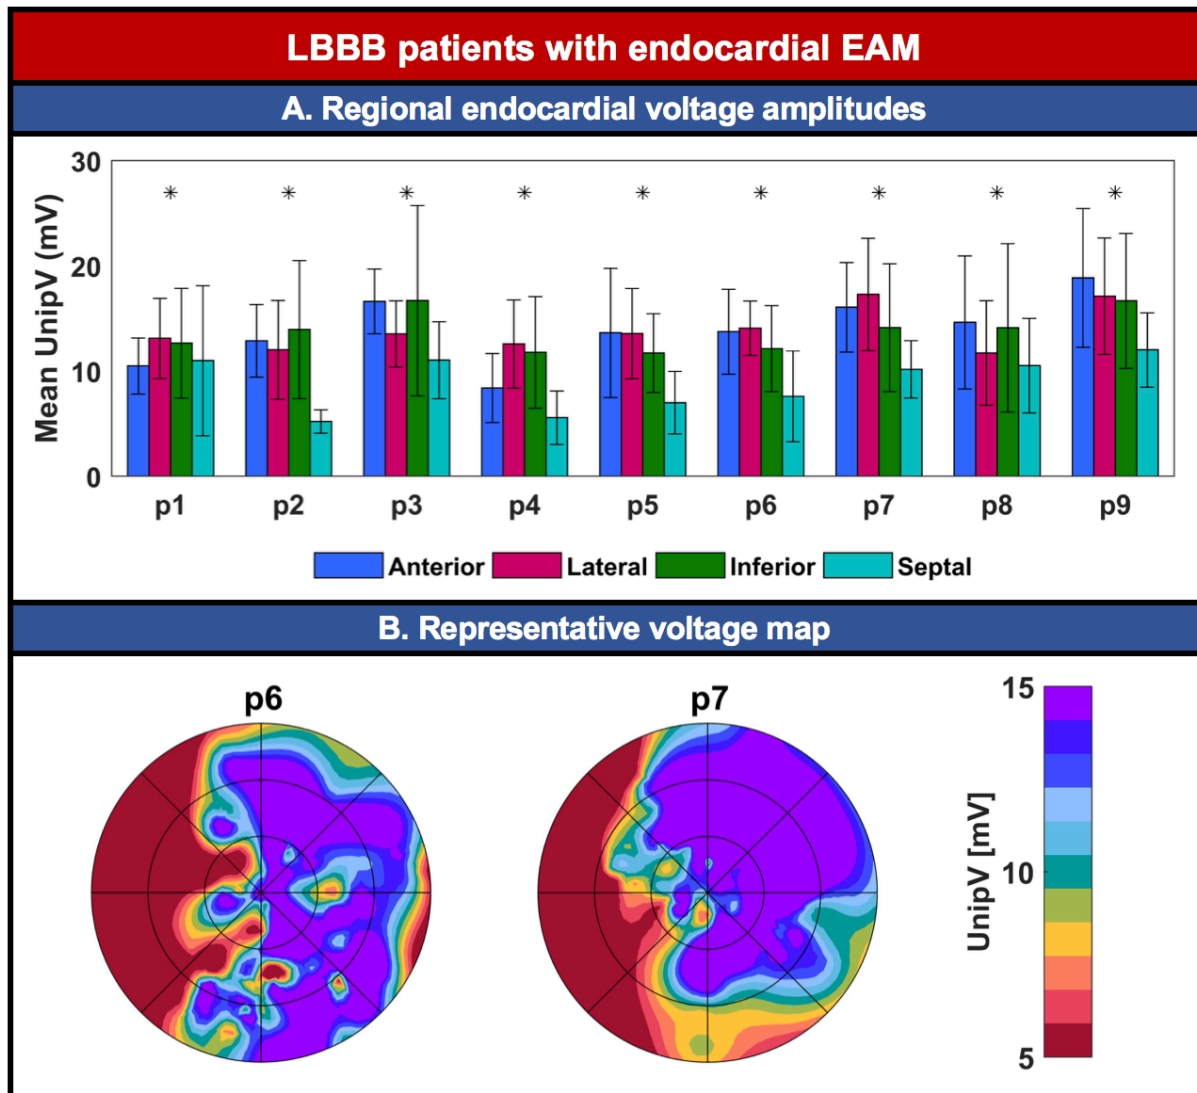 LBBB patients with endocardial EAM
A. Regional endocardial voltage amplitudes
Mean UnipV (mV)
30
20
10
0
* * * * * * * * *
p1 p2 p3 p4 p5 p6 p7 p8 p9
Anterior Lateral Inferior Septal
B. Representative voltage map
p6 p7
UnipV [mV]
15
10
5